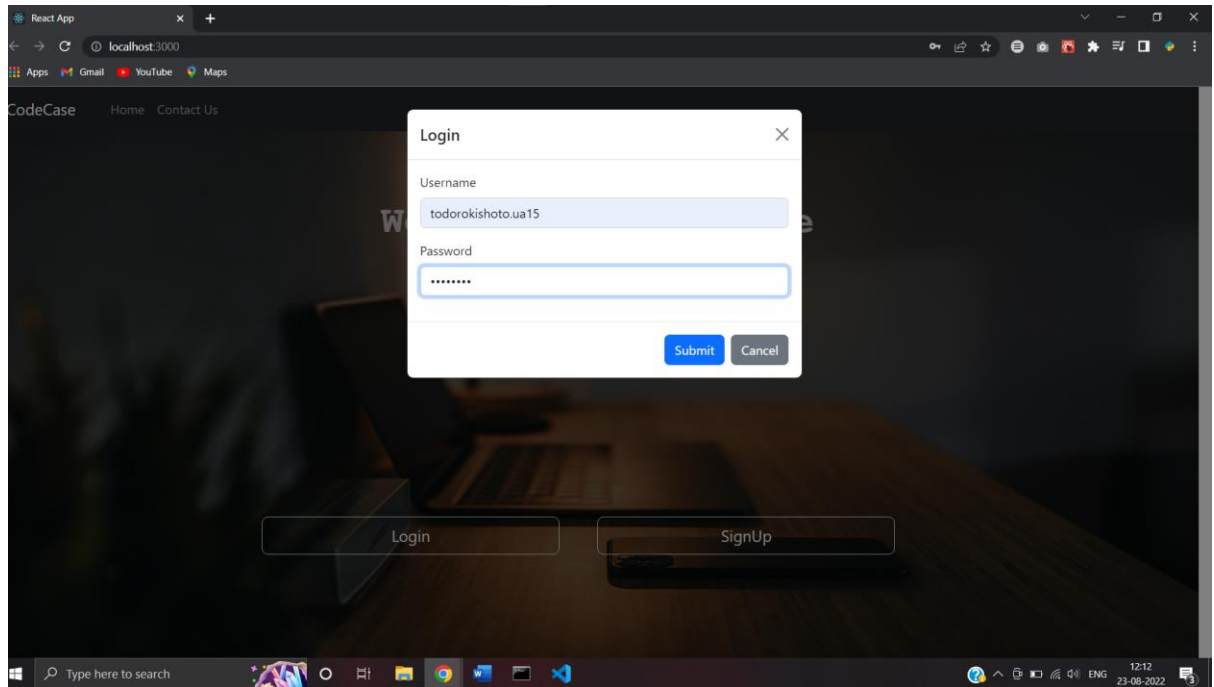 React App
localhost:3000
Apps Gmail YouTube Maps
CodeCase Home Contact Us
Login
Username
todorokishoto.ua15
Password
••••••••
Submit Cancel
Login SignUp
Type here to search
ENG
12:12
23-08-2022
3